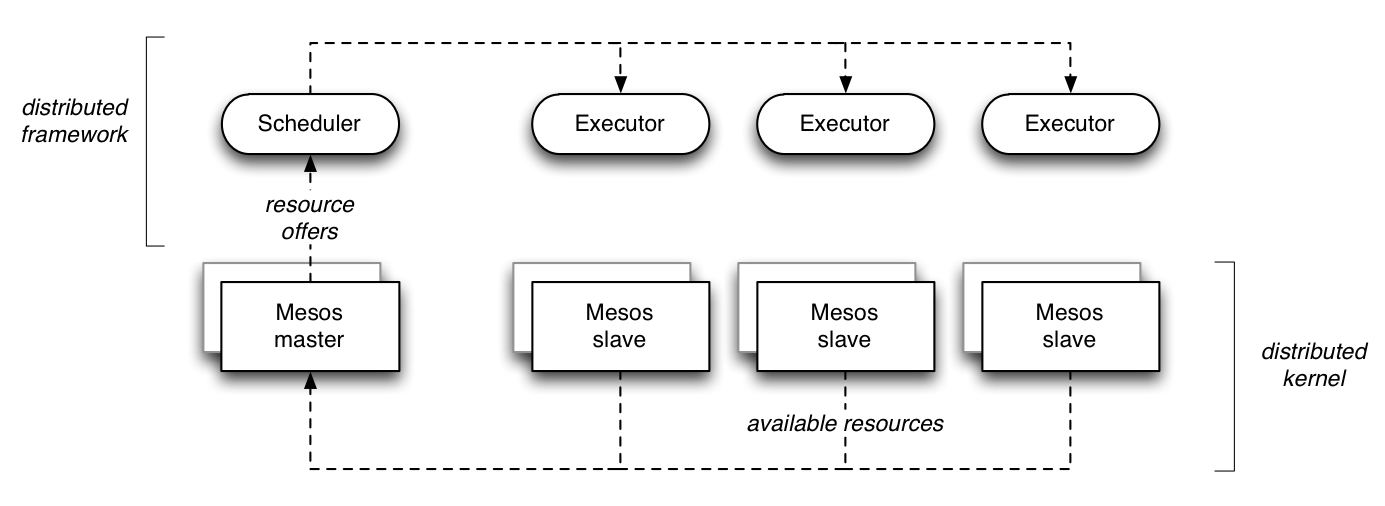 distributed
framework
Scheduler
Executor
Executor
Executor
resource
offers
Mesos
master
Mesos
slave
Mesos
slave
Mesos
slave
distributed
kernel
available resources